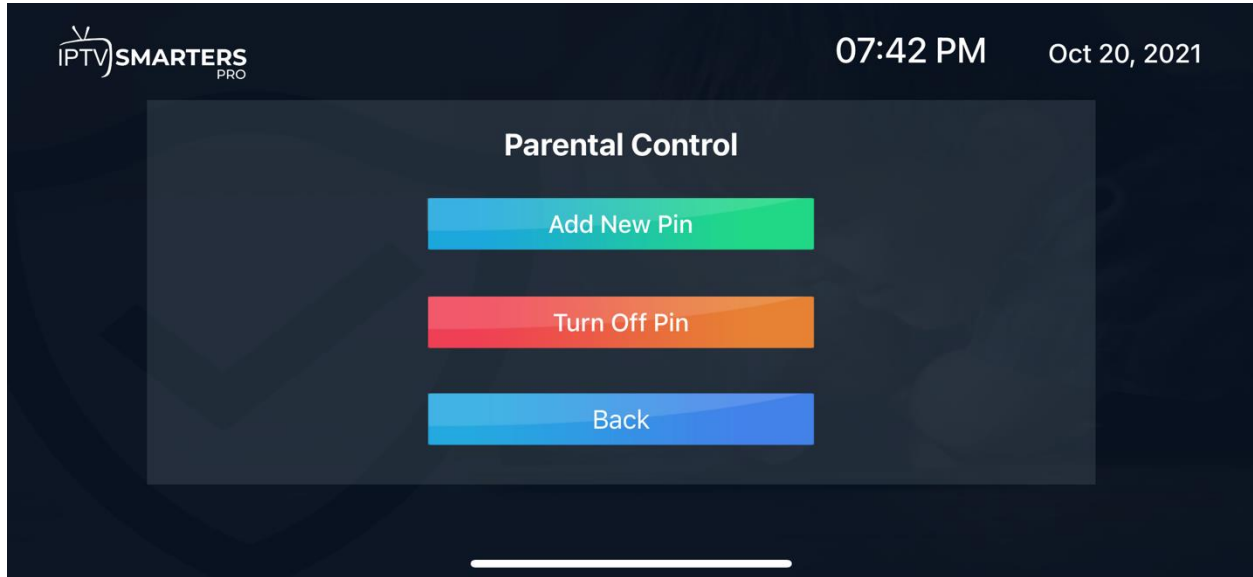 IPTV SMARTERS
PRO
07:42 PM
Oct 20, 2021
Parental Control
Add New Pin
Turn Off Pin
Back